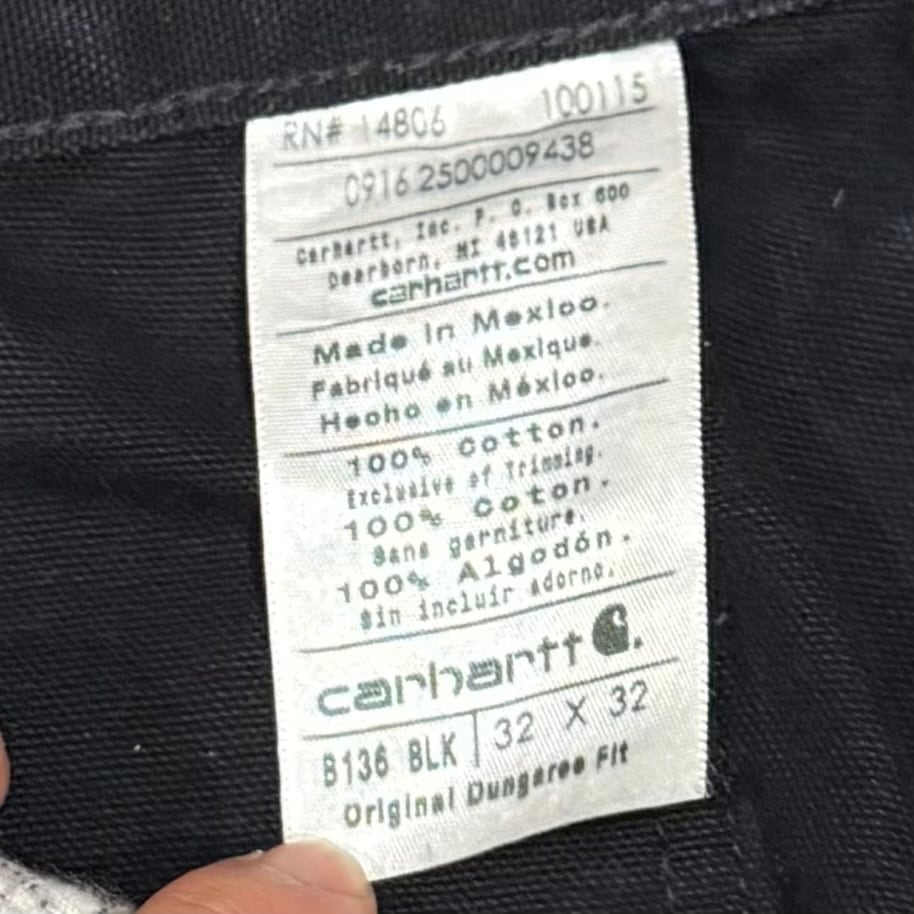 RN# 14806 100115
0916 2500009438
Carhartt, Inc. P. O. Box 600
Dearborn, MI 48121 USA
carhartt.com
Made in Mexico.
Fabriqué au Mexique.
Hecho en México.
100% Cotton.
Exclusive of Trimming.
100% Coton.
Sans garniture.
100% Algodón.
Sin incluir adorno.
carhartt
B136 BLK 32 X 32
Original Dungaree Fit